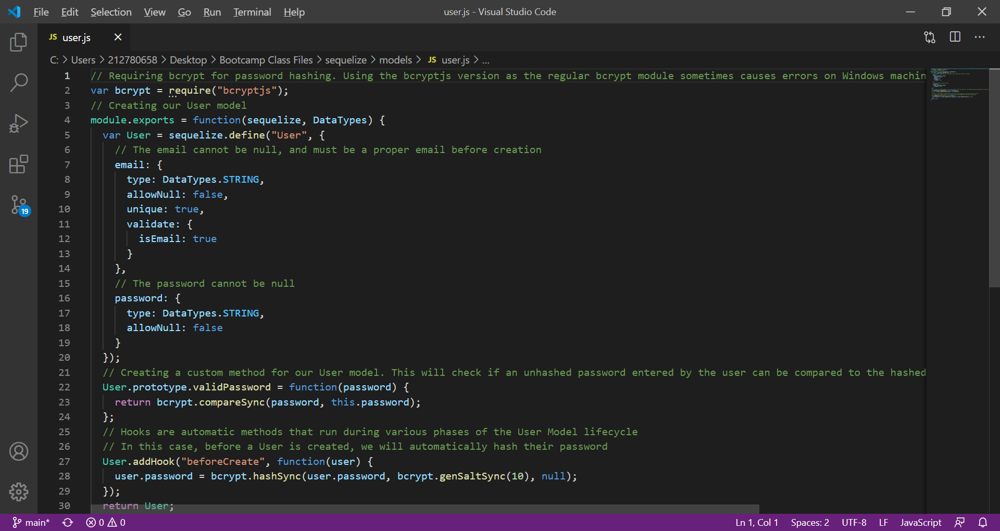 File Edit Selection View Go Run Terminal Help user.js - Visual Studio Code
JS user.js
C: > Users > 212780658 > Desktop > Bootcamp Class Files > sequelize > models > JS user.js > ...
1 // Requiring bcrypt for password hashing. Using the bcryptjs version as the regular bcrypt module sometimes causes errors on Windows machin
2 var bcrypt = require("bcryptjs");
3 // Creating our User model
4 module.exports = function(sequelize, DataTypes) {
5   var User = sequelize.define("User", {
6     // The email cannot be null, and must be a proper email before creation
7     email: {
8       type: DataTypes.STRING,
9       allowNull: false,
10       unique: true,
11       validate: {
12         isEmail: true
13       }
14     },
15     // The password cannot be null
16     password: {
17       type: DataTypes.STRING,
18       allowNull: false
19     }
20   });
21   // Creating a custom method for our User model. This will check if an unhashed password entered by the user can be compared to the hashed
22   User.prototype.validPassword = function(password) {
23     return bcrypt.compareSync(password, this.password);
24   };
25   // Hooks are automatic methods that run during various phases of the User Model lifecycle
26   // In this case, before a User is created, we will automatically hash their password
27   User.addHook("beforeCreate", function(user) {
28     user.password = bcrypt.hashSync(user.password, bcrypt.genSaltSync(10), null);
29   });
30   return User;
19
main* 0 0 Ln 1, Col 1 Spaces: 2 UTF-8 LF JavaScript